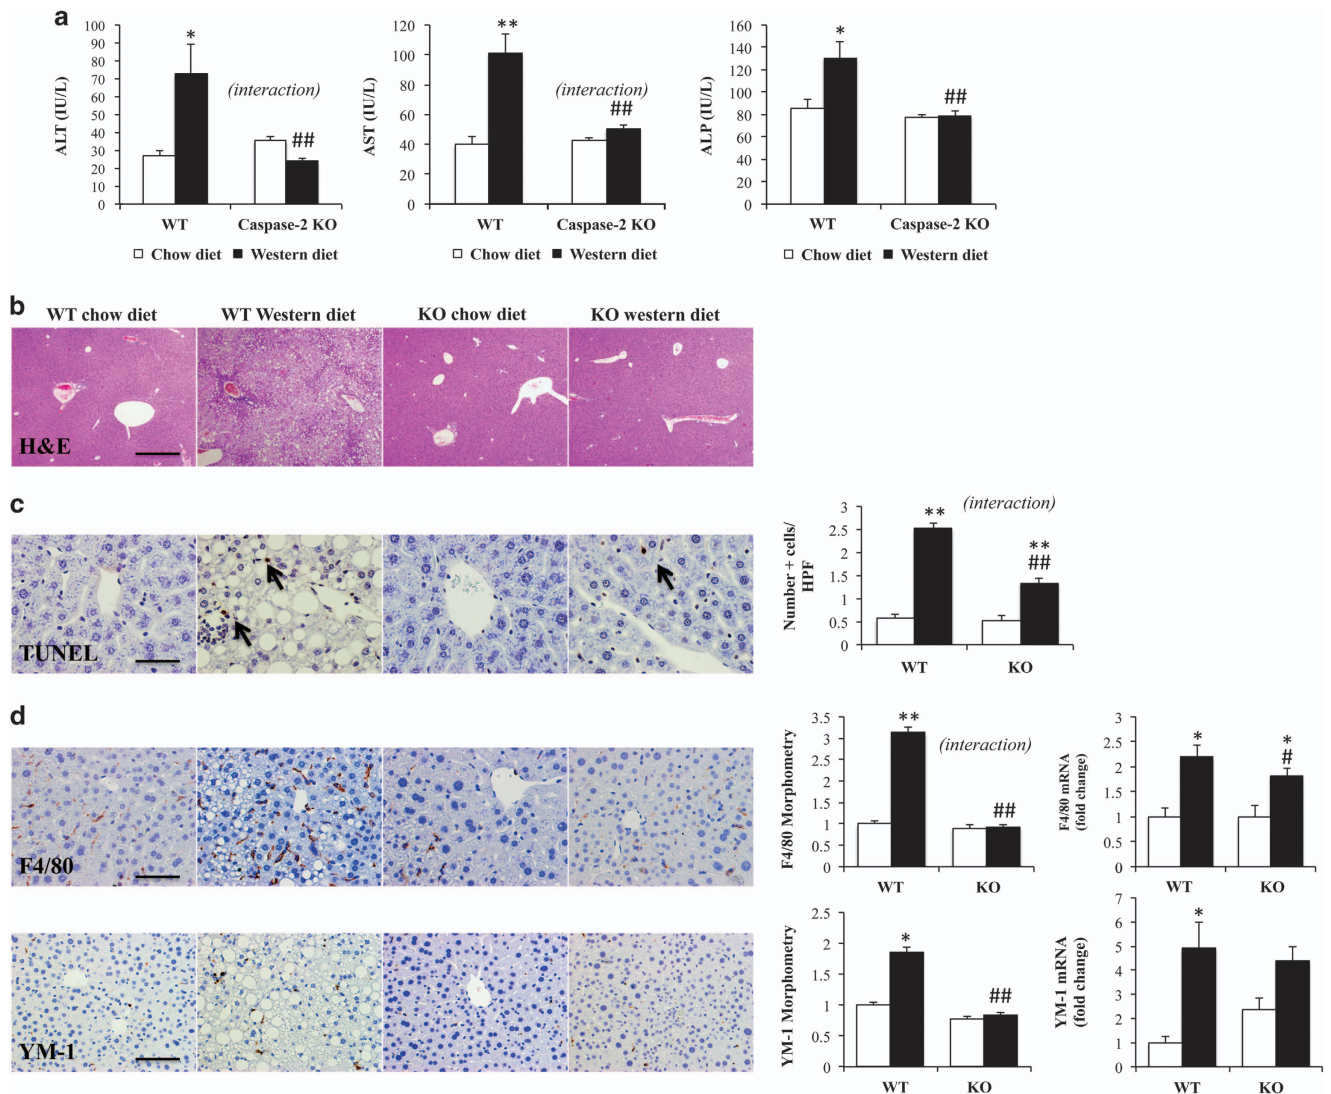 a
ALT (IU/L)
100
90
80
70
60
50
40
30
20
10
0
*
(interaction)
##
WT
Caspase-2 KO
Chow diet
Western diet
AST (IU/L)
120
100
80
60
40
20
0
**
(interaction)
##
WT
Caspase-2 KO
Chow diet
Western diet
ALP (IU/L)
160
140
120
100
80
60
40
20
0
*
##
WT
Caspase-2 KO
Chow diet
Western diet
b
WT chow diet
WT Western diet
KO chow diet
KO western diet
H&E
c
TUNEL
Number + cells/
HPF
3
2.5
2
1.5
1
0.5
0
**
(interaction)
**
##
WT
KO
d
F4/80
F4/80 Morphometry
3.5
3
2.5
2
1.5
1
0.5
0
**
(interaction)
##
WT
KO
F4/80 mRNA
(fold change)
3
2.5
2
1.5
1
0.5
0
*
*
#
WT
KO
YM-1
YM-1 Morphometry
2.5
2
1.5
1
0.5
0
*
##
WT
KO
YM-1 mRNA
(fold change)
7
6
5
4
3
2
1
0
*
WT
KO